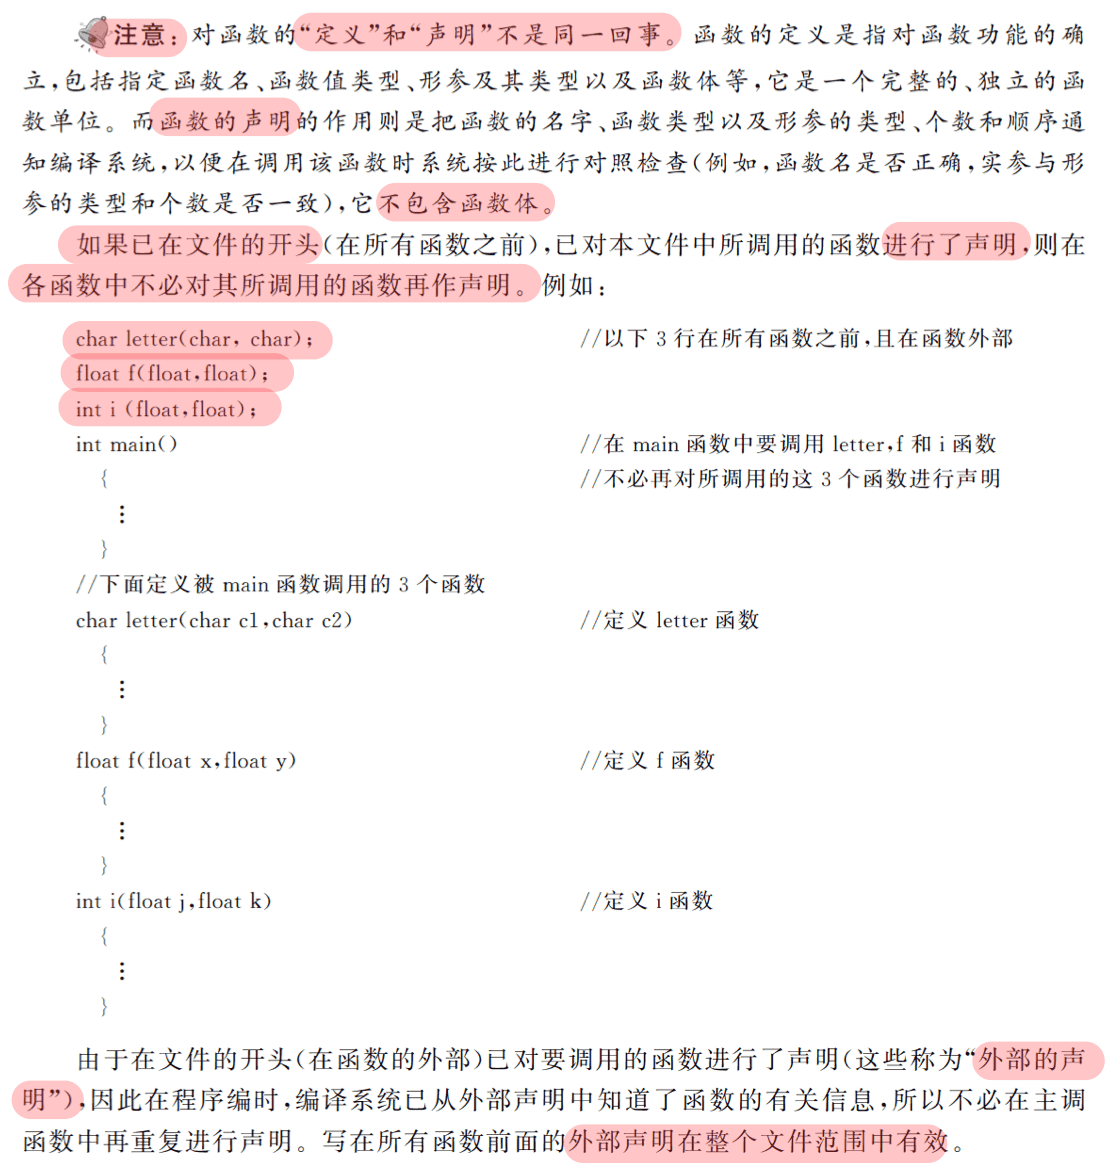 注意：对函数的“定义”和“声明”不是同一回事。函数的定义是指对函数功能的确
立，包括指定函数名、函数值类型、形参及其类型以及函数体等，它是一个完整的、独立的函
数单位。而函数的声明的作用则是把函数的名字、函数类型以及形参的类型、个数和顺序通
知编译系统，以便在调用该函数时系统按此进行对照检查(例如，函数名是否正确，实参与形
参的类型和个数是否一致)，它不包含函数体。
如果已在文件的开头(在所有函数之前)，已对本文件中所调用的函数进行了声明，则在
各函数中不必对其所调用的函数再作声明。例如：
char letter(char, char); //以下 3 行在所有函数之前,且在函数外部
float f(float,float);
int i (float,float);
int main() //在 main 函数中要调用 letter,f 和 i 函数
{ //不必再对所调用的这 3 个函数进行声明
⋮
}
//下面定义被 main 函数调用的 3 个函数
char letter(char c1,char c2) //定义 letter 函数
{
⋮
}
float f(float x,float y) //定义 f 函数
{
⋮
}
int i(float j,float k) //定义 i 函数
{
⋮
}
由于在文件的开头(在函数的外部)已对要调用的函数进行了声明(这些称为“外部的声
明”)，因此在程序编时，编译系统已从外部声明中知道了函数的有关信息，所以不必在主调
函数中再重复进行声明。写在所有函数前面的外部声明在整个文件范围中有效。